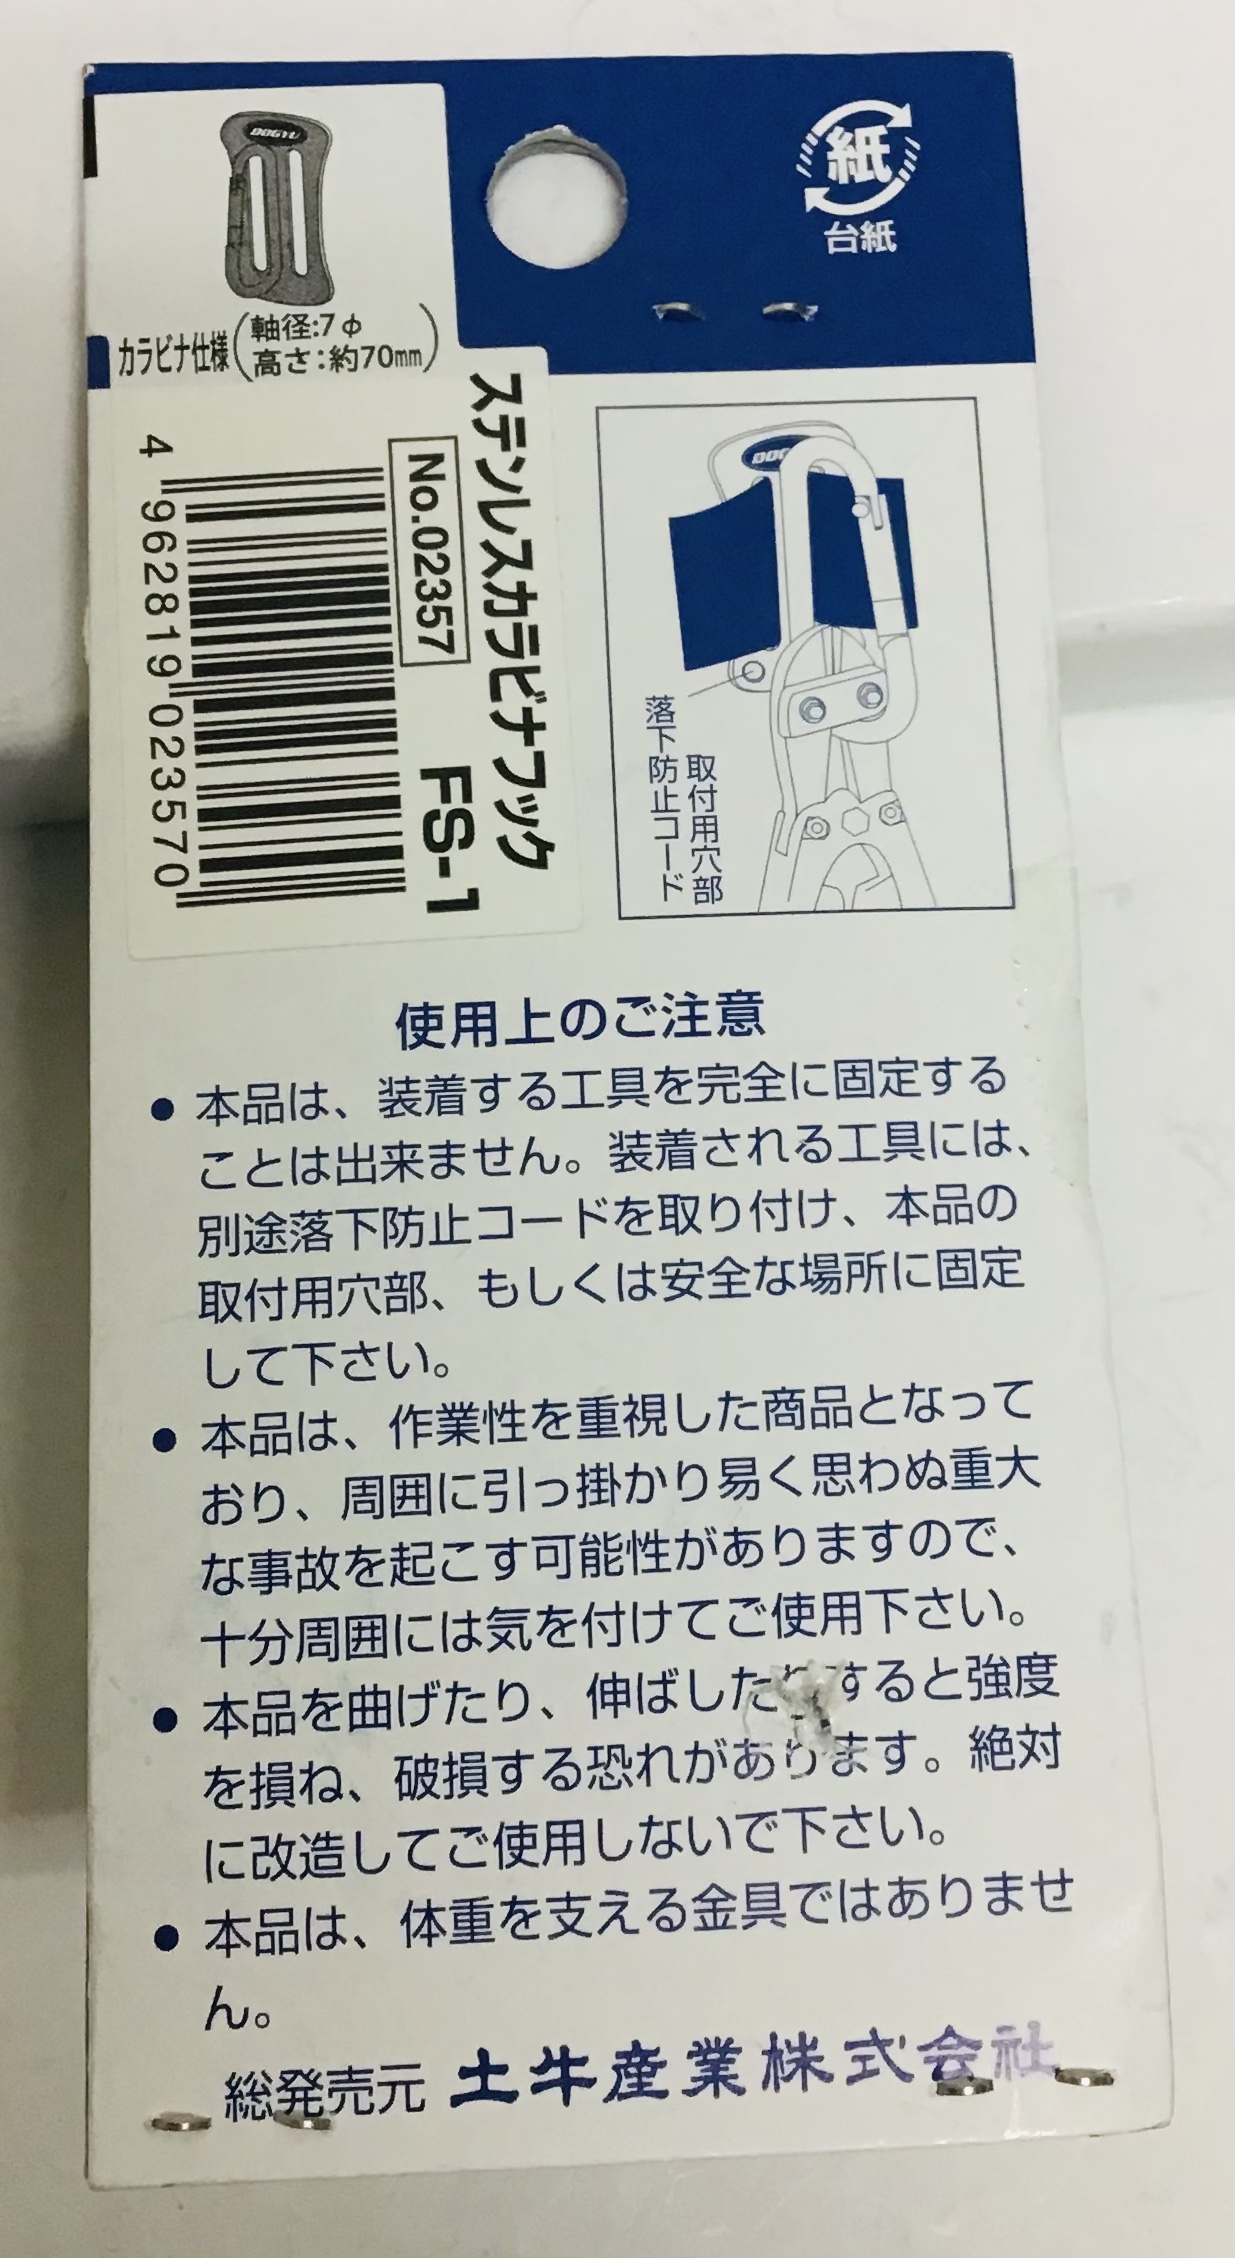 DOGYU
紙
台紙
カラビナ仕様(軸径:7φ
高さ:約70mm)
ステンレスカラビナフック
No.02357 FS-1
4 962819 023570
落下防止コード
取付用穴部
使用上のご注意
● 本品は、装着する工具を完全に固定する
ことは出来ません。装着される工具には、
別途落下防止コードを取り付け、本品の
取付用穴部、もしくは安全な場所に固定
して下さい。
● 本品は、作業性を重視した商品となって
おり、周囲に引っ掛かり易く思わぬ重大
な事故を起こす可能性がありますので、
十分周囲には気を付けてご使用下さい。
● 本品を曲げたり、伸ばしたりすると強度
を損ね、破損する恐れがあります。絶対
に改造してご使用しないで下さい。
● 本品は、体重を支える金具ではありませ
ん。
総発売元 土牛産業株式会社